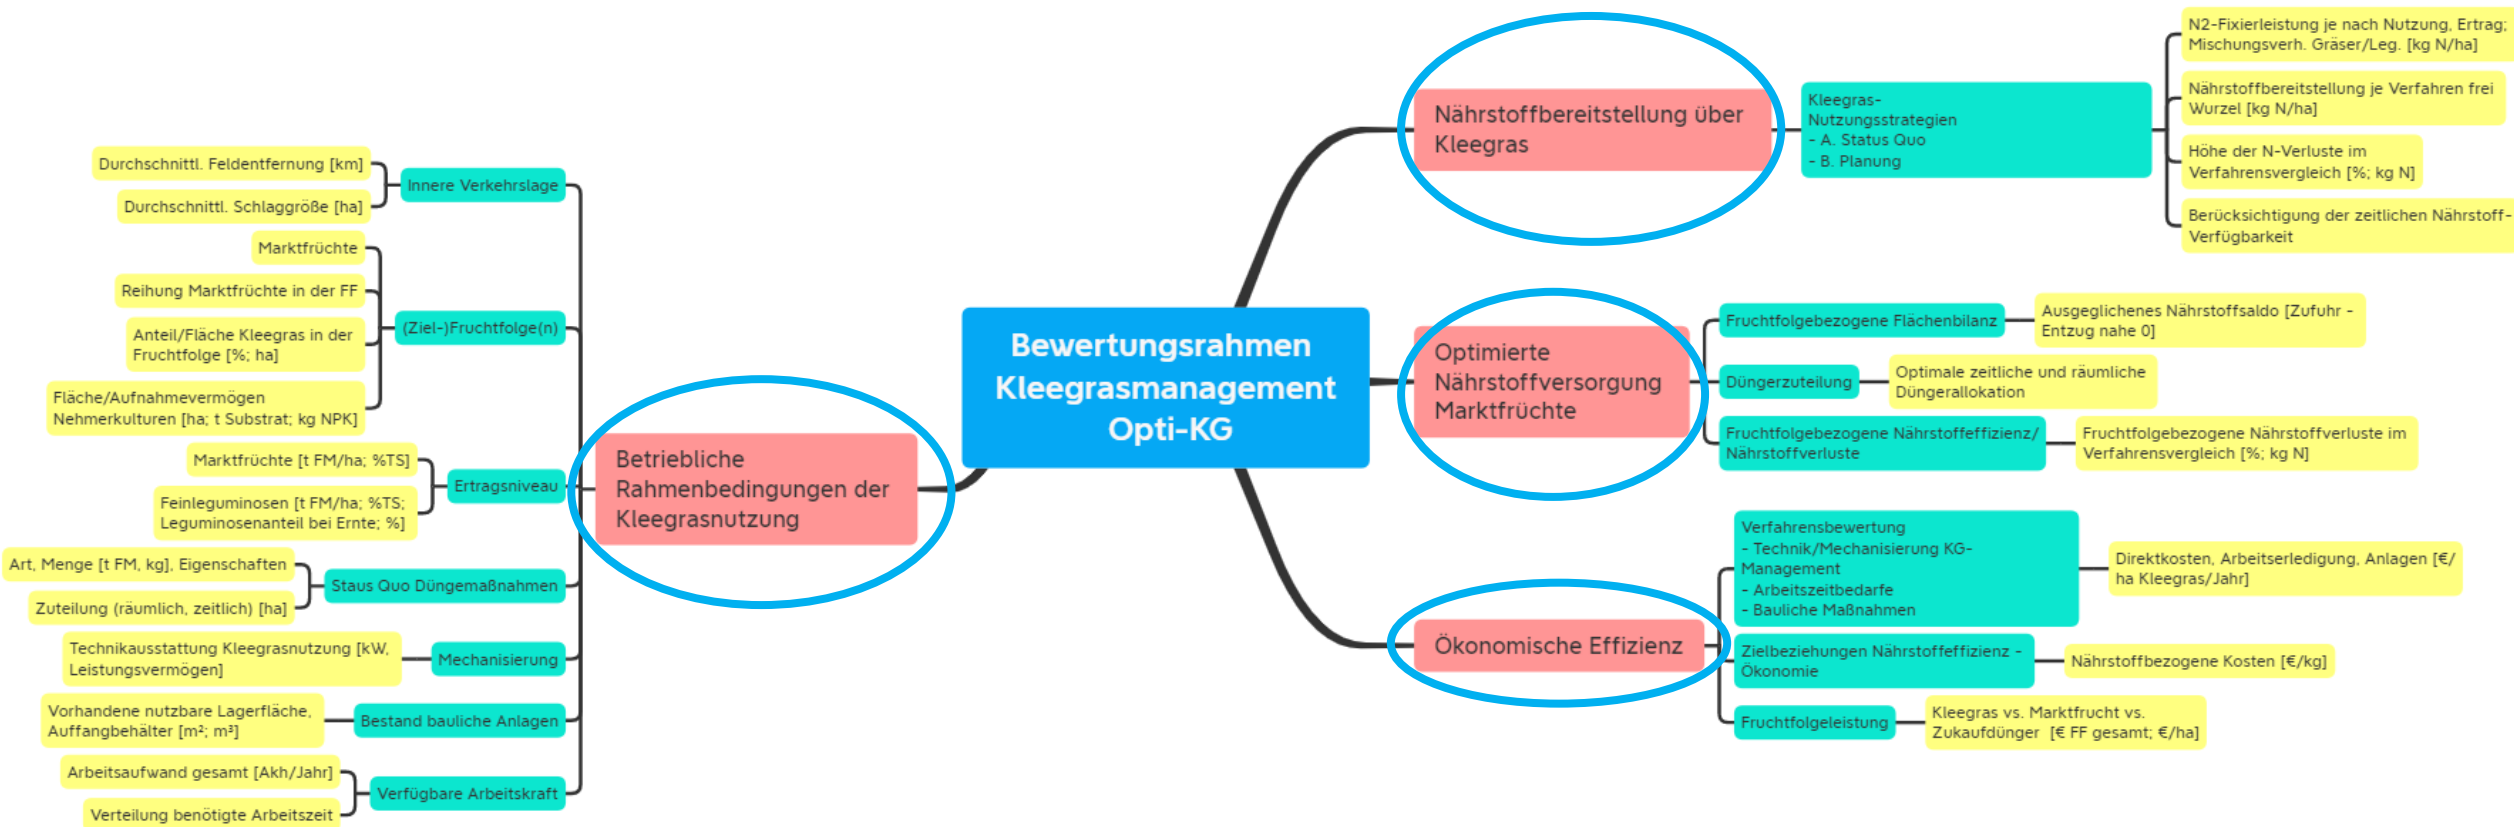 Bewertungsrahmen
Kleegrasmanagement
Opti-KG
Betriebliche
Rahmenbedingungen der
Kleegrasnutzung
Innere Verkehrslage
Durchschnittl. Feldentfernung [km]
Durchschnittl. Schlaggröße [ha]
(Ziel-)Fruchtfolge(n)
Marktfrüchte
Reihung Marktfrüchte in der FF
Anteil/Fläche Kleegras in der
Fruchtfolge [%; ha]
Fläche/Aufnahmevermögen
Nehmerkulturen [ha; t Substrat; kg NPK]
Ertragsniveau
Marktfrüchte [t FM/ha; %TS]
Feinleguminosen [t FM/ha; %TS;
Leguminosenanteil bei Ernte; %]
Staus Quo Düngemaßnahmen
Art, Menge [t FM, kg], Eigenschaften
Zuteilung (räumlich, zeitlich) [ha]
Mechanisierung
Technikausstattung Kleegrasnutzung [kW,
Leistungsvermögen]
Bestand bauliche Anlagen
Vorhandene nutzbare Lagerfläche,
Auffangbehälter [m²; m³]
Verfügbare Arbeitskraft
Arbeitsaufwand gesamt [Akh/Jahr]
Verteilung benötigte Arbeitszeit
Nährstoffbereitstellung über
Kleegras
Kleegras-
Nutzungsstrategien
- A. Status Quo
- B. Planung
N2-Fixierleistung je nach Nutzung, Ertrag;
Mischungsverh. Gräser/Leg. [kg N/ha]
Nährstoffbereitstellung je Verfahren frei
Wurzel [kg N/ha]
Höhe der N-Verluste im
Verfahrensvergleich [%; kg N]
Berücksichtigung der zeitlichen Nährstoff-
Verfügbarkeit
Optimierte
Nährstoffversorgung
Marktfrüchte
Fruchtfolgebezogene Flächenbilanz
Ausgeglichenes Nährstoffsaldo [Zufuhr -
Entzug nahe 0]
Düngerzuteilung
Optimale zeitliche und räumliche
Düngerallokation
Fruchtfolgebezogene Nährstoffeffizienz/
Nährstoffverluste
Fruchtfolgebezogene Nährstoffverluste im
Verfahrensvergleich [%; kg N]
Ökonomische Effizienz
Verfahrensbewertung
- Technik/Mechanisierung KG-
Management
- Arbeitszeitbedarfe
- Bauliche Maßnahmen
Direktkosten, Arbeitserledigung, Anlagen [€/
ha Kleegras/Jahr]
Zielbeziehungen Nährstoffeffizienz -
Ökonomie
Nährstoffbezogene Kosten [€/kg]
Fruchtfolgeleistung
Kleegras vs. Marktfrucht vs.
Zukaufdünger [€ FF gesamt; €/ha]